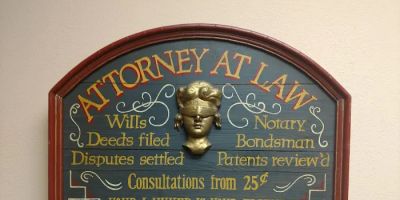 ATTORNEY AT LAW
Wills Notary
Deeds filed Bondsman
Disputes settled Patents review'd
Consultations from 25¢